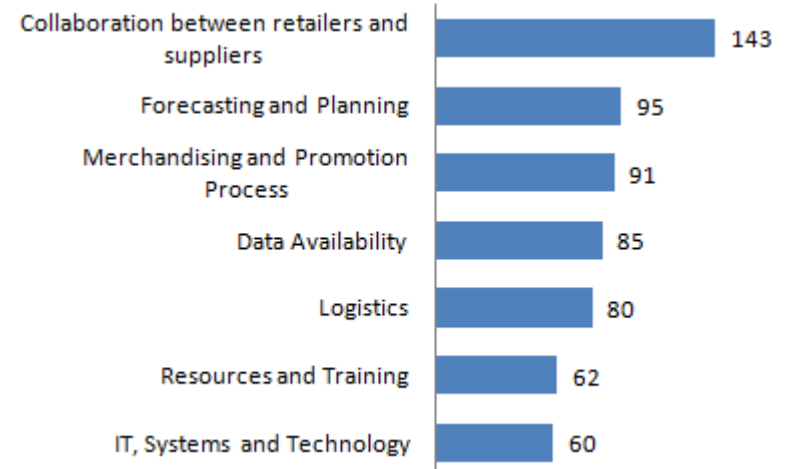 Collaboration between retailers and
suppliers
143
Forecasting and Planning
95
Merchandising and Promotion
Process
91
Data Availability
85
Logistics
80
Resources and Training
62
IT, Systems and Technology
60